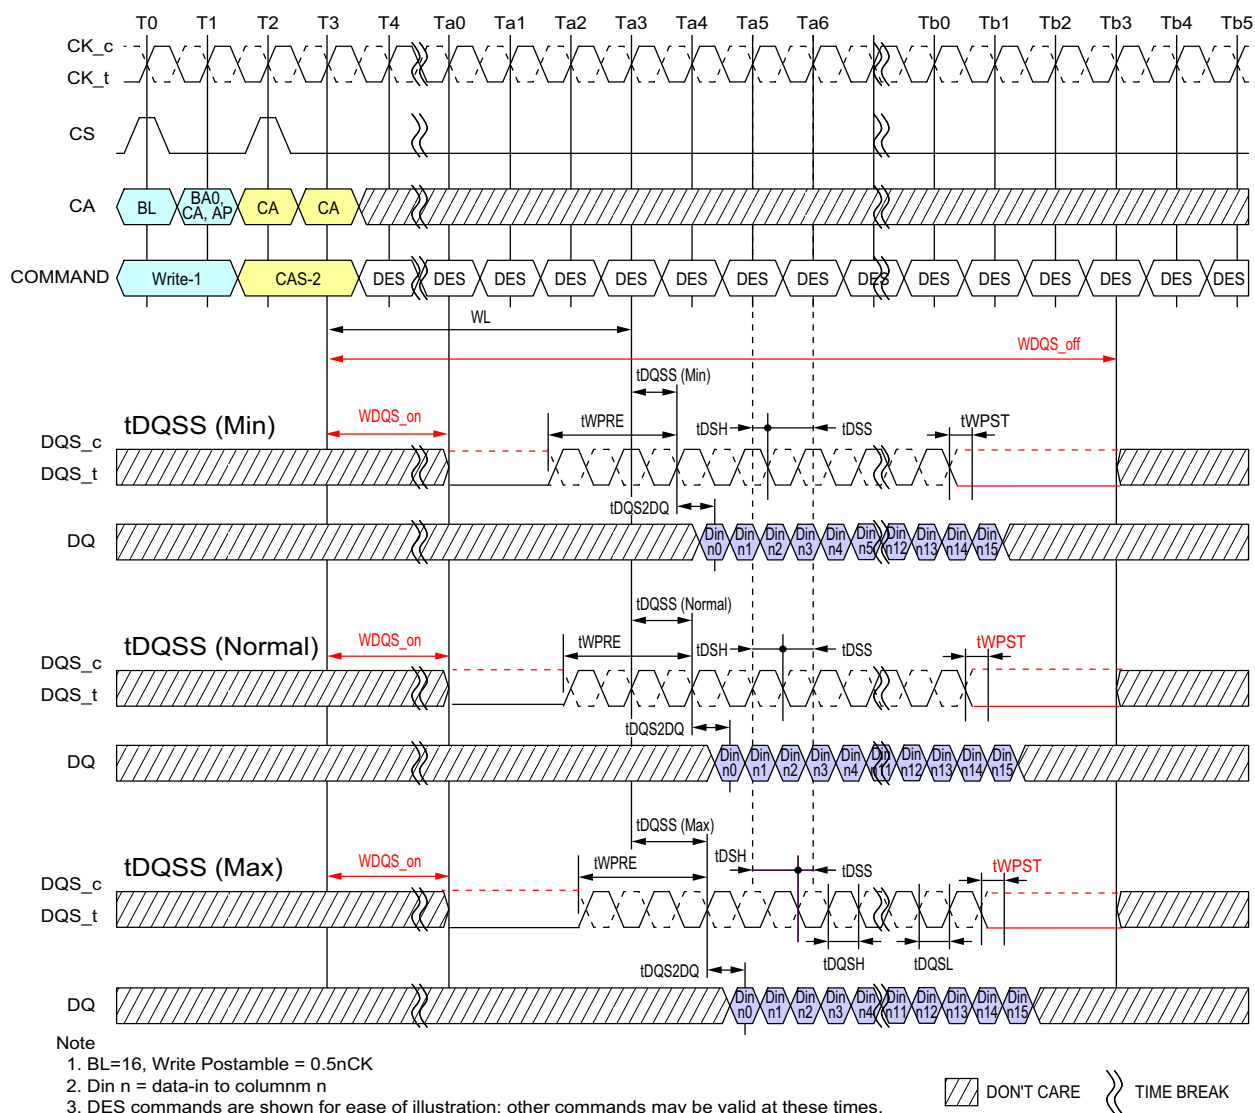 T0 T1 T2 T3 T4 Ta0 Ta1 Ta2 Ta3 Ta4 Ta5 Ta6 Tb0 Tb1 Tb2 Tb3 Tb4 Tb5
CK_c
CK_t
CS
CA BL BA0, CA, AP CA CA
COMMAND Write-1 CAS-2 DES DES DES DES DES DES DES DES DES DES DES DES DES DES DES
WL
WDQS_off
tDQSS (Min)
tDQSS (Min) WDQS_on tWPRE tDSH tDSS tWPST
DQS_c
DQS_t
tDQS2DQ
DQ Din n0 Din n1 Din n2 Din n3 Din n4 Din n5 Din n12 Din n13 Din n14 Din n15
tDQSS (Normal)
tDQSS (Normal) WDQS_on tWPRE tDSH tDSS tWPST
DQS_c
DQS_t
tDQS2DQ
DQ Din n0 Din n1 Din n2 Din n3 Din n4 Din n11 Din n12 Din n13 Din n14 Din n15
tDQSS (Max)
tDQSS (Max) WDQS_on tWPRE tDSH tDSS tWPST
DQS_c
DQS_t
tDQSH tDQSL
tDQS2DQ
DQ Din n0 Din n1 Din n2 Din n3 Din n4 Din n11 Din n12 Din n13 Din n14 Din n15
Note
1. BL=16, Write Postamble = 0.5nCK
2. Din n = data-in to columnm n
3. DES commands are shown for ease of illustration; other commands may be valid at these times.
DON'T CARE TIME BREAK